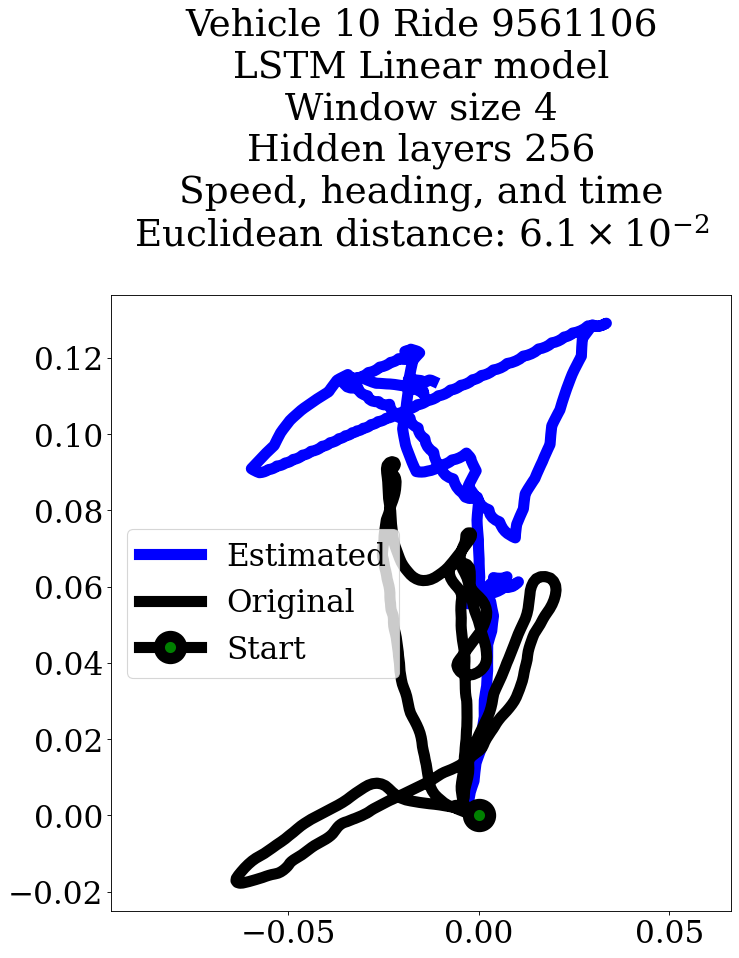 Vehicle 10 Ride 9561106
LSTM Linear model
Window size 4
Hidden layers 256
Speed, heading, and time
Euclidean distance: 6.1 × 10⁻²
0.12
0.10
0.08
0.06
0.04
0.02
0.00
−0.02
Estimated
Original
Start
−0.05 0.00 0.05